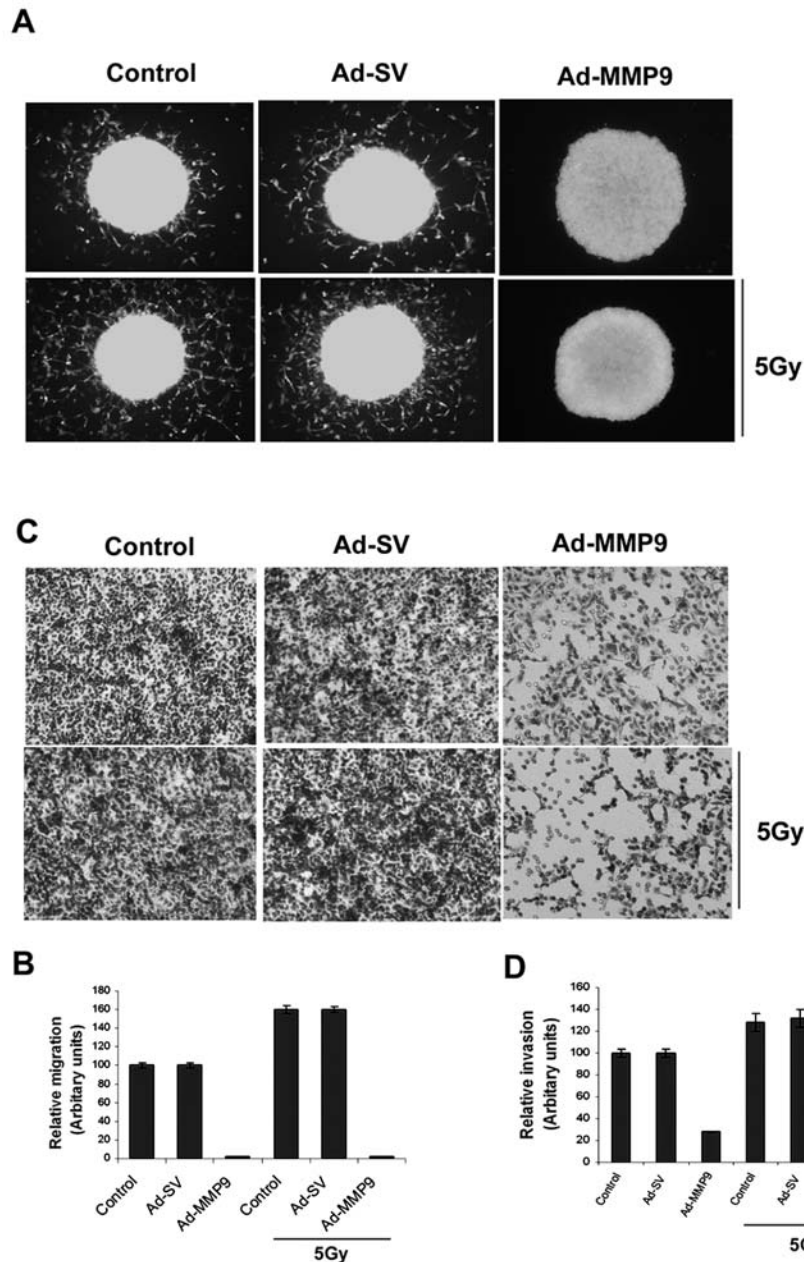 A
Control Ad-SV Ad-MMP9
5Gy
C
Control Ad-SV Ad-MMP9
5Gy
B
Relative migration
(Arbitary units)
180
160
140
120
100
80
60
40
20
0
Control Ad-SV Ad-MMP9 Control Ad-SV Ad-MMP9
5Gy
D
Relative invasion
(Arbitary units)
160
140
120
100
80
60
40
20
0
Control Ad-SV Ad-MMP9 Control Ad-SV